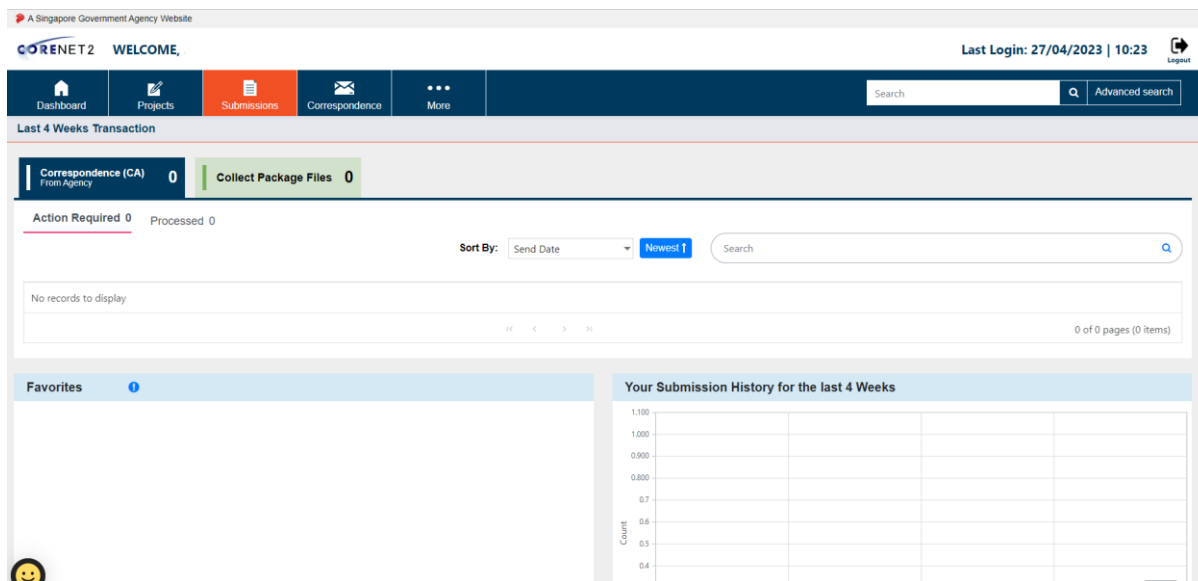 A Singapore Government Agency Website
CORENET2 WELCOME,
Last Login: 27/04/2023 | 10:23
Logout
Dashboard Projects Submissions Correspondence More
Search Advanced search
Last 4 Weeks Transaction
Correspondence (CA) 0
From Agency
Collect Package Files 0
Action Required 0 Processed 0
Sort By: Send Date Newest Search
No records to display
0 of 0 pages (0 items)
Favorites
Your Submission History for the last 4 Weeks
1.100
1.000
0.900
0.800
0.7
0.6
0.5
0.4
Count